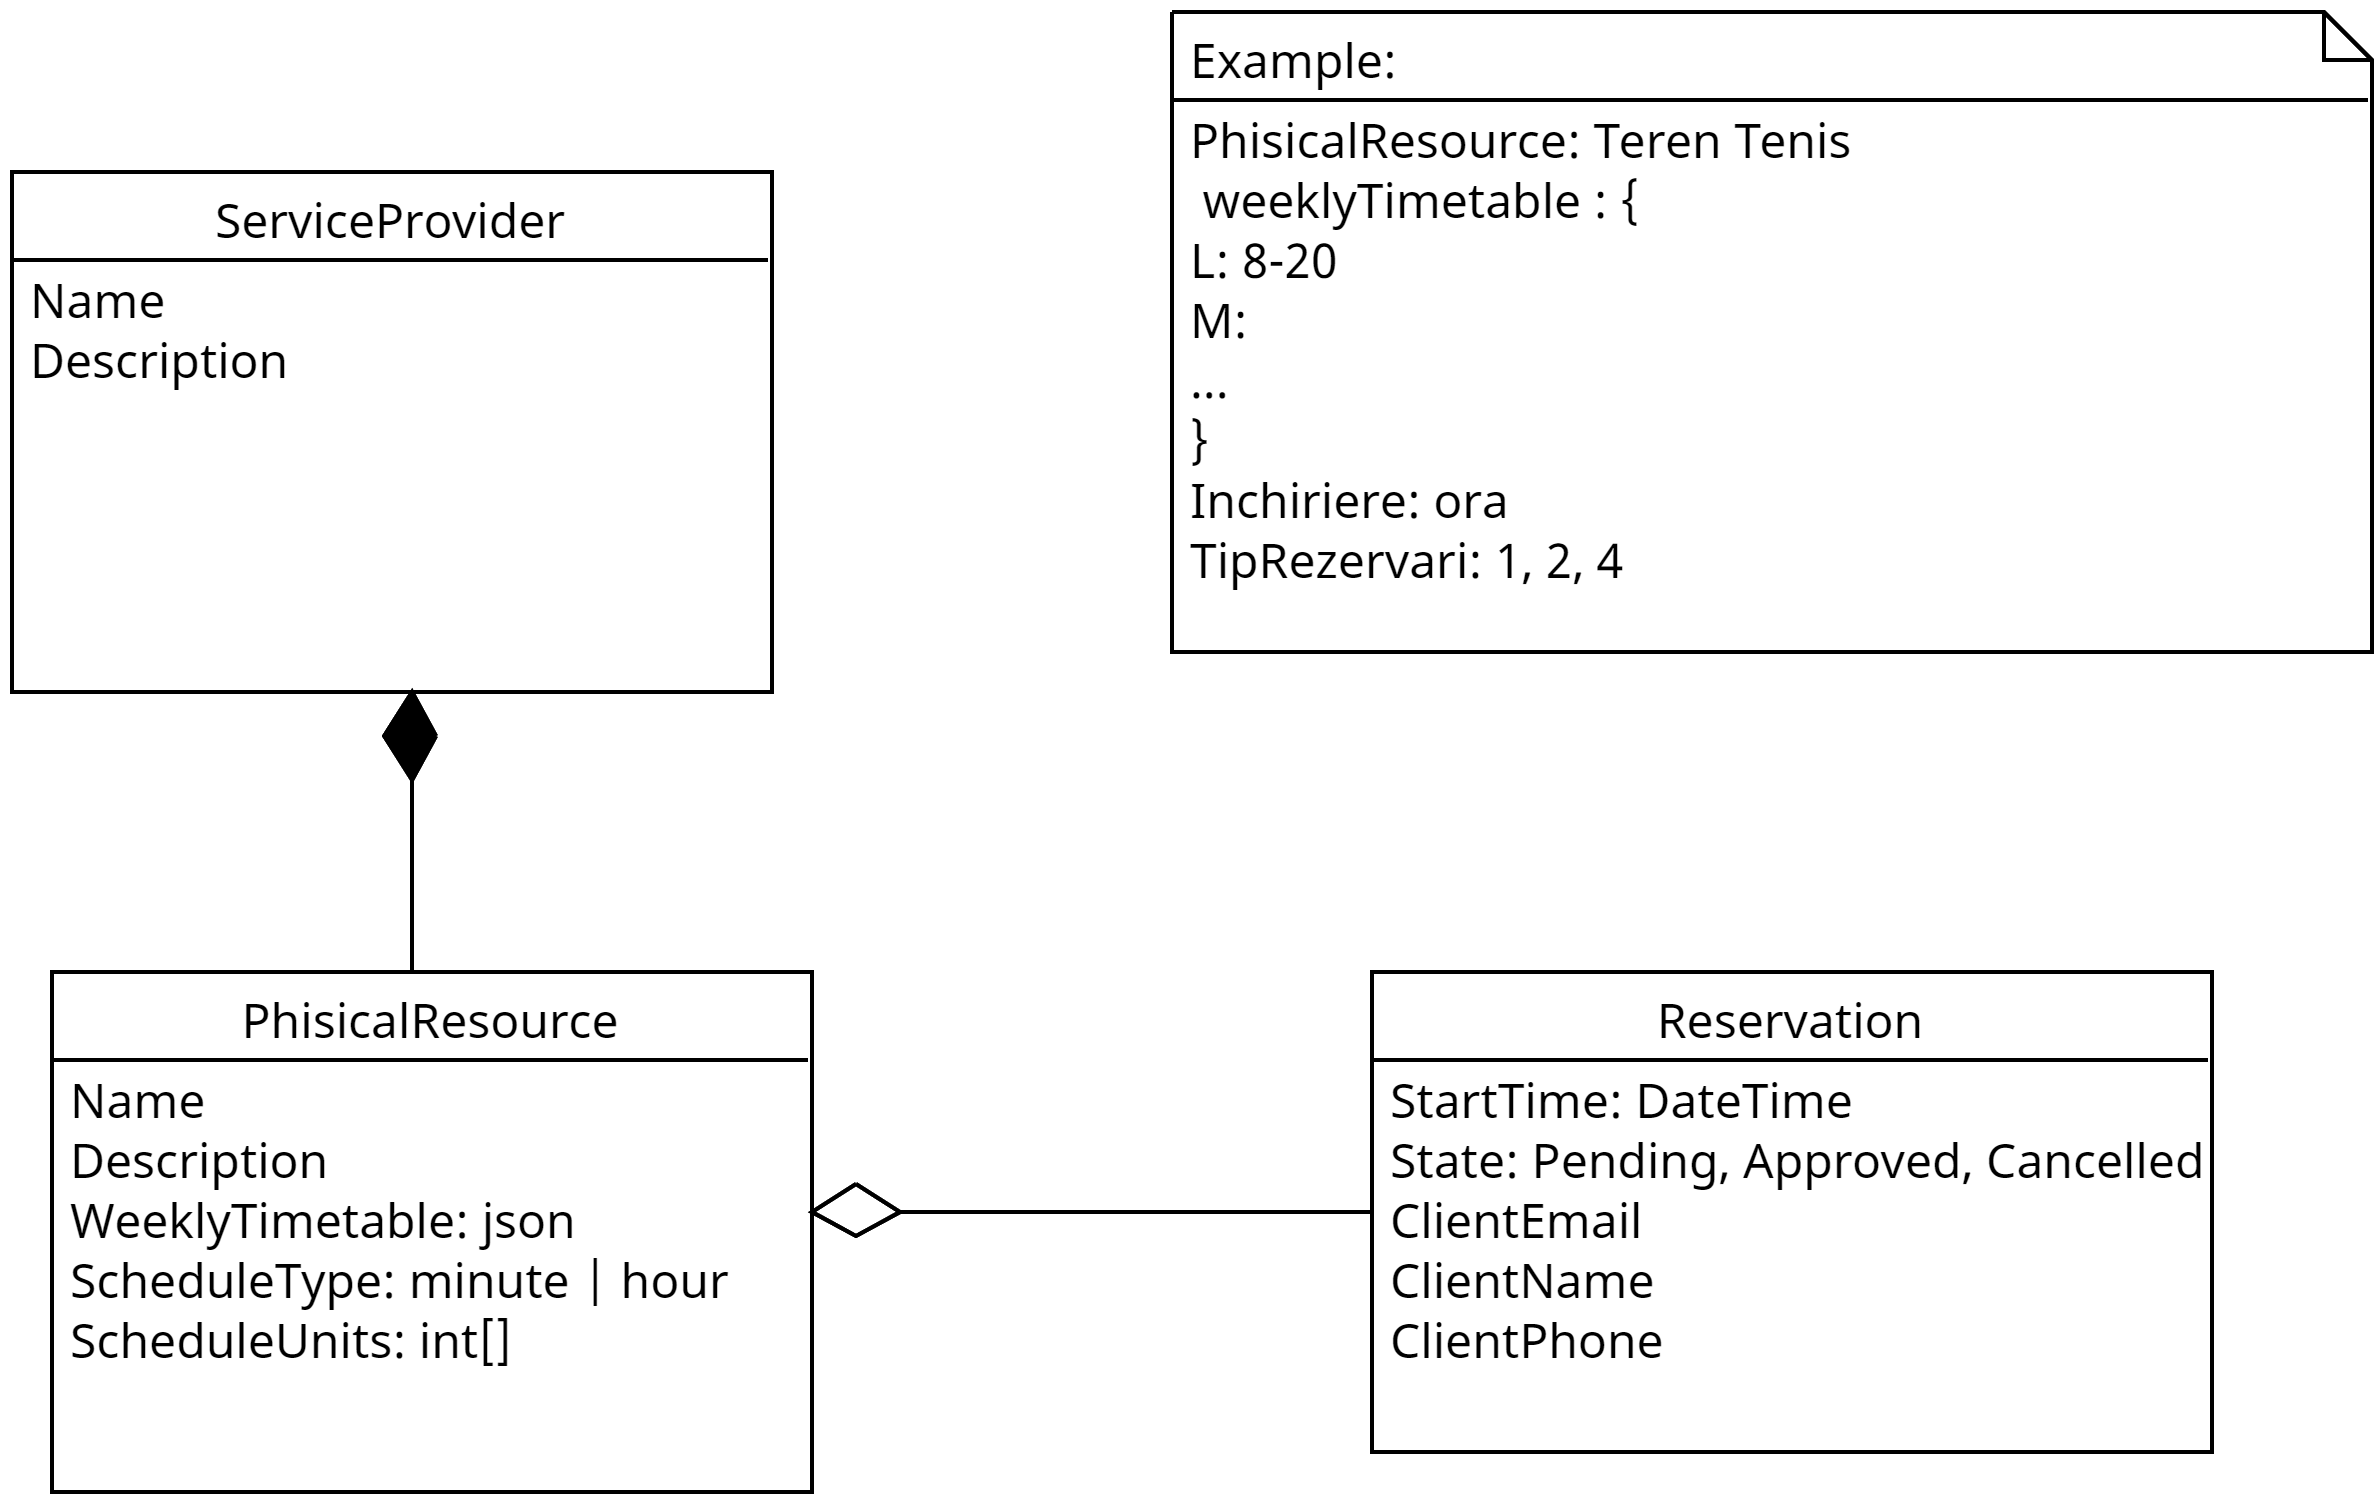 Example:
PhisicalResource: Teren Tenis
weeklyTimetable : {
L: 8-20
M:
...
}
Inchiriere: ora
TipRezervari: 1, 2, 4
ServiceProvider
Name
Description
PhisicalResource
Name
Description
WeeklyTimetable: json
ScheduleType: minute | hour
ScheduleUnits: int[]
Reservation
StartTime: DateTime
State: Pending, Approved, Cancelled
ClientEmail
ClientName
ClientPhone